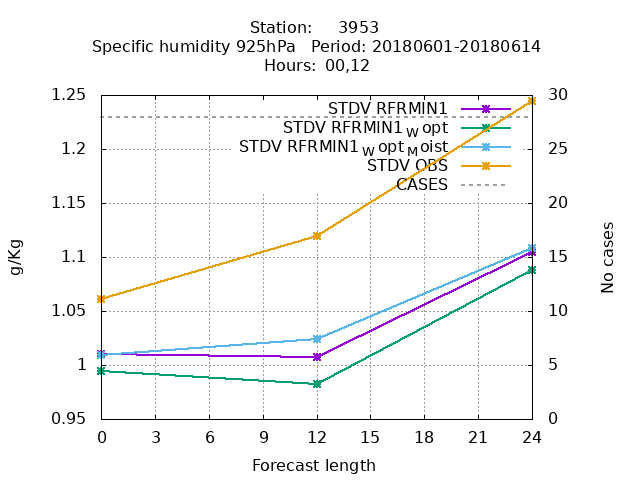 Station: 3953
Specific humidity 925hPa Period: 20180601-20180614
Hours: 00,12
1.25
1.2
1.15
1.1
1.05
1
0.95
g/Kg
STDV RFRMIN1
STDV RFRMIN1_W opt
STDV RFRMIN1_W opt_M oist
STDV OBS
CASES
30
25
20
15
10
5
0
No cases
0 3 6 9 12 15 18 21 24
Forecast length